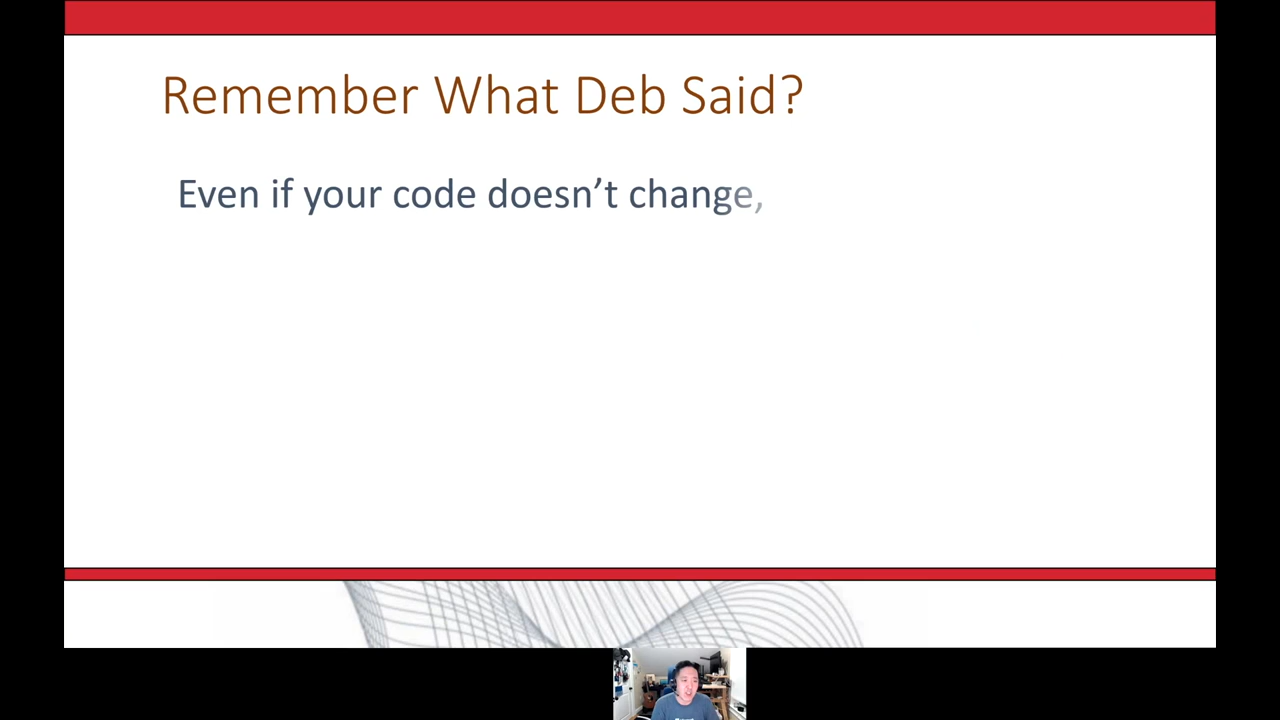 Remember What Deb Said?
Even if your code doesn’t change,